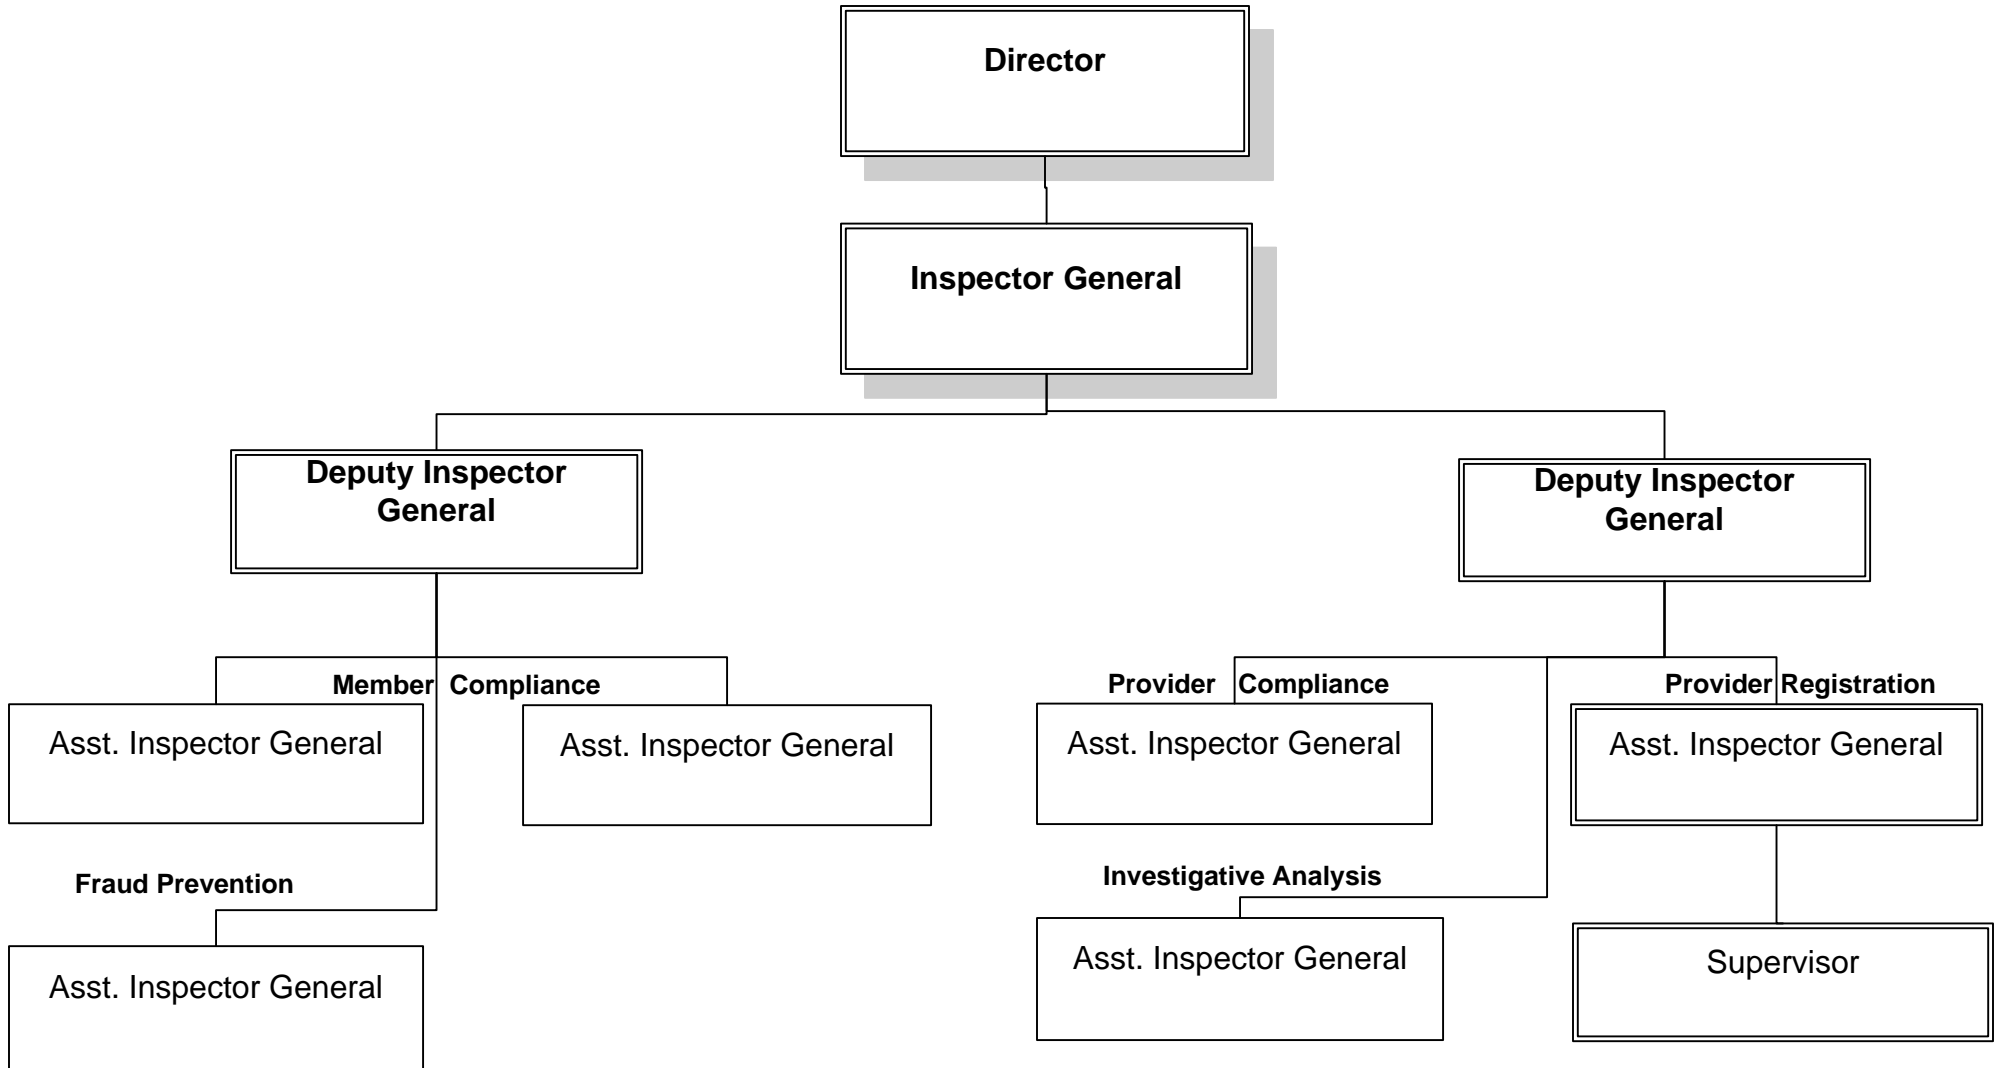 Director
Inspector General
Deputy Inspector
General
Deputy Inspector
General
Member Compliance
Provider Compliance
Provider Registration
Asst. Inspector General
Asst. Inspector General
Asst. Inspector General
Asst. Inspector General
Fraud Prevention
Investigative Analysis
Asst. Inspector General
Asst. Inspector General
Supervisor